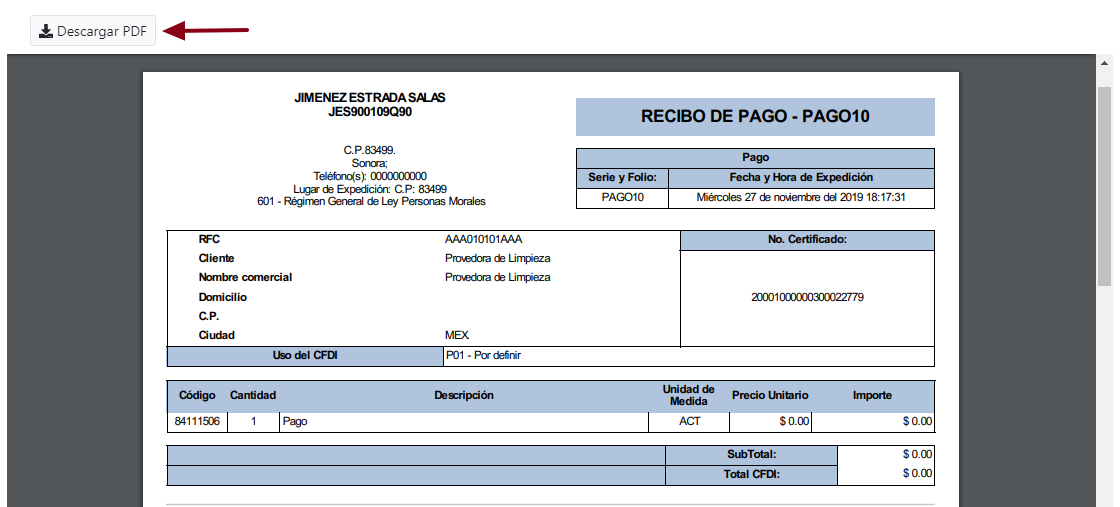 Descargar PDF
JIMENEZ ESTRADA SALAS
JES900109Q90
C.P.83499.
Sonora;
Teléfono(s): 0000000000
Lugar de Expedición: C.P: 83499
601 - Régimen General de Ley Personas Morales
RECIBO DE PAGO - PAGO10
Pago
Serie y Folio: Fecha y Hora de Expedición
PAGO10 Miércoles 27 de noviembre del 2019 18:17:31
RFC AAA010101AAA
Cliente Provedora de Limpieza
Nombre comercial Provedora de Limpieza
Domicilio
C.P.
Ciudad MEX
No. Certificado:
20001000000300022779
Uso del CFDI P01 - Por definir
Código Cantidad Descripción Unidad de Medida Precio Unitario Importe
84111506 1 Pago ACT $ 0.00 $ 0.00
SubTotal: $ 0.00
Total CFDI: $ 0.00